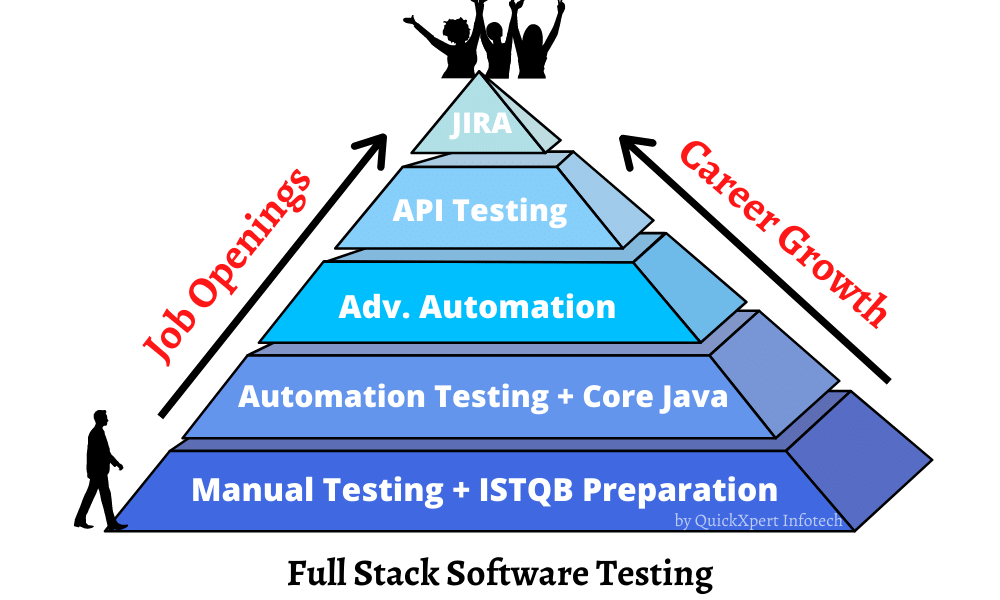 JIRA
API Testing
Adv. Automation
Automation Testing + Core Java
Manual Testing + ISTQB Preparation
by QuickXpert Infotech
Job Openings
Career Growth
Full Stack Software Testing